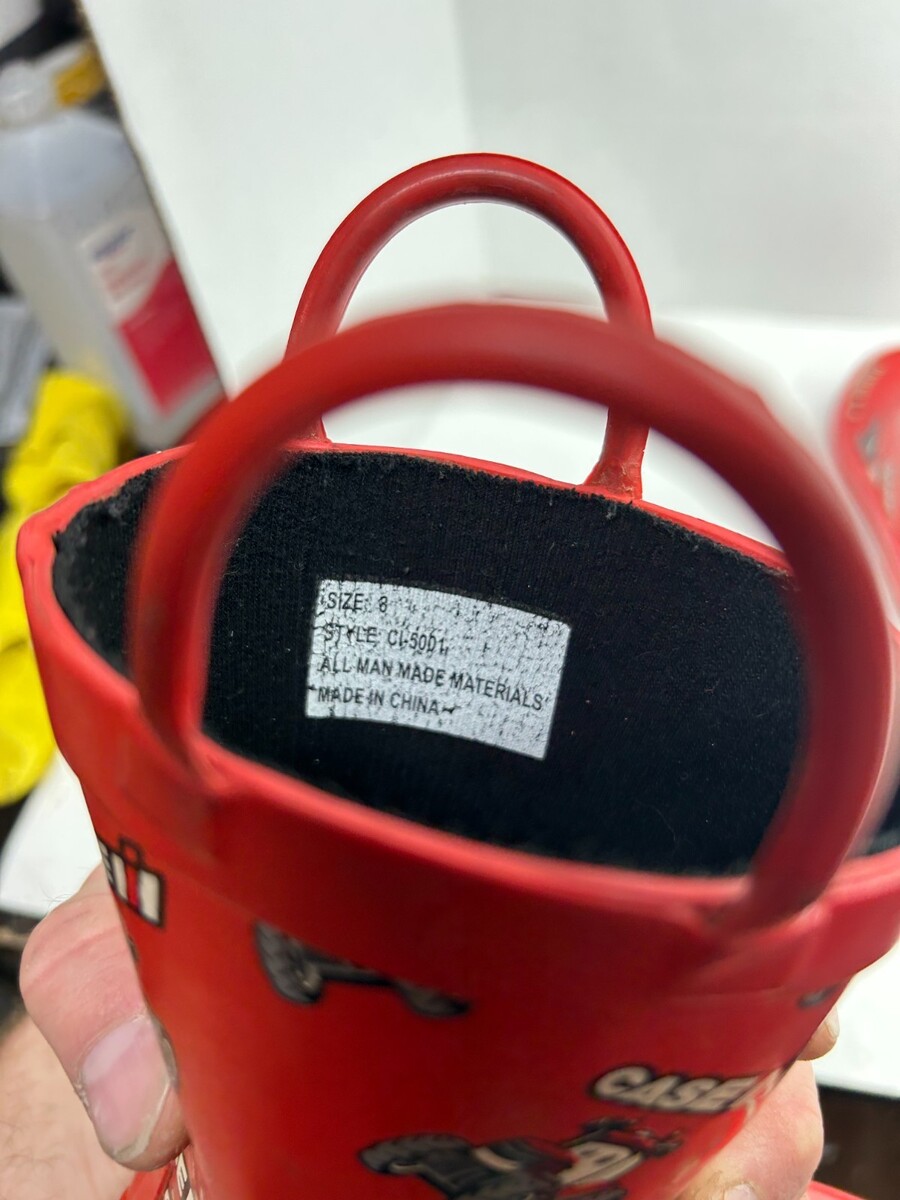 SIZE: 8
STYLE: CI-5001
ALL MAN MADE MATERIALS
MADE IN CHINA
CASE